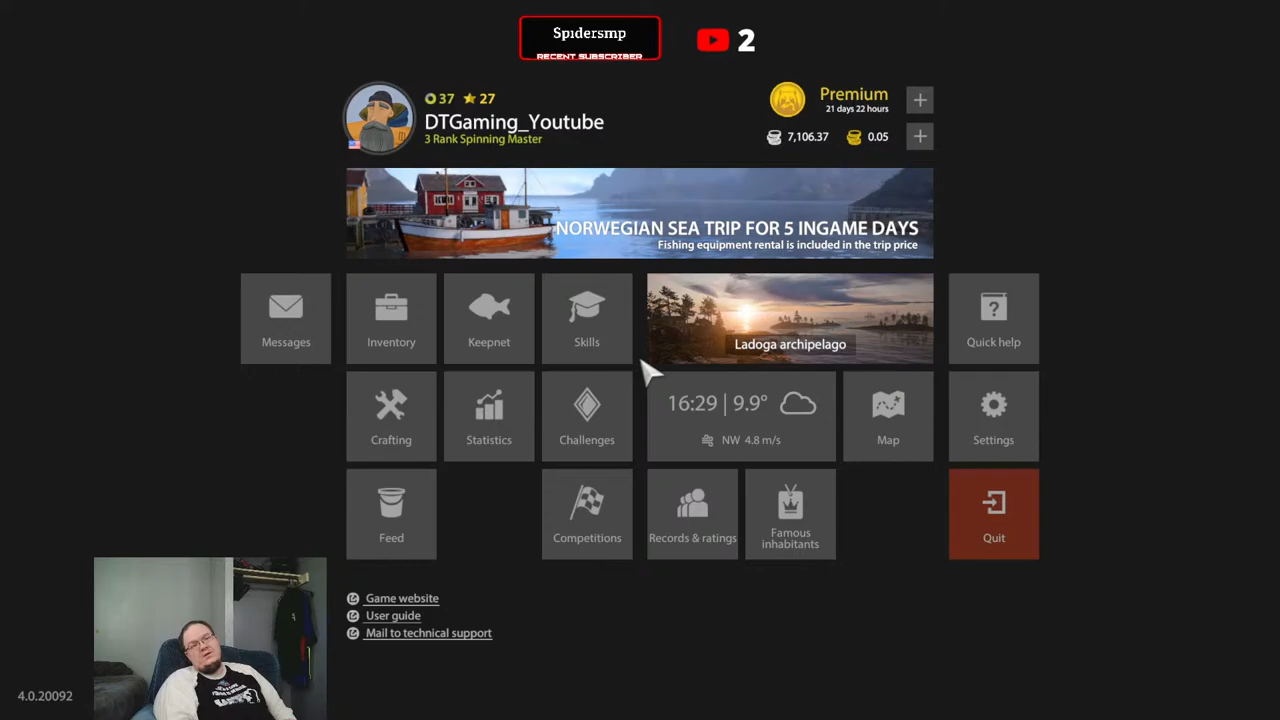 Spidersmp
RECENT SUBSCRIBER
2
37 27
DTGaming_Youtube
3 Rank Spinning Master
Premium
21 days 22 hours
7,106.37 0.05
NORWEGIAN SEA TRIP FOR 5 INGAME DAYS
Fishing equipment rental is included in the trip price
Messages
Inventory
Keepnet
Skills
Ladoga archipelago
Quick help
Crafting
Statistics
Challenges
16:29 | 9.9°
NW 4.8 m/s
Map
Settings
Feed
Competitions
Records & ratings
Famous
inhabitants
Quit
Game website
User guide
Mail to technical support
4.0.20092